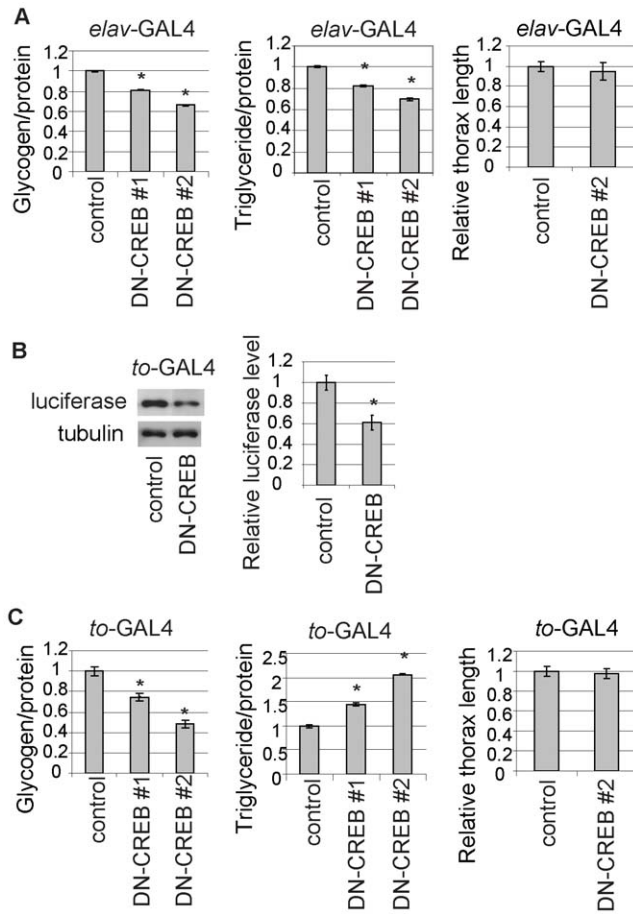 A
elav-GAL4
Glycogen/protein
1.2
1
0.8
0.6
0.4
0.2
0
control
DN-CREB #1
DN-CREB #2
*
*
elav-GAL4
Triglyceride/protein
1.2
1
0.8
0.6
0.4
0.2
0
control
DN-CREB #1
DN-CREB #2
*
*
elav-GAL4
Relative thorax length
1.2
1
0.8
0.6
0.4
0.2
0
control
DN-CREB #2
B
to-GAL4
luciferase
tubulin
control
DN-CREB
Relative luciferase level
1.2
1
0.8
0.6
0.4
0.2
0
*
control
DN-CREB
C
to-GAL4
Glycogen/protein
1.2
1
0.8
0.6
0.4
0.2
0
*
*
control
DN-CREB #1
DN-CREB #2
to-GAL4
Triglyceride/protein
2.5
2
1.5
1
0.5
0
*
*
control
DN-CREB #1
DN-CREB #2
to-GAL4
Relative thorax length
1.2
1
0.8
0.6
0.4
0.2
0
control
DN-CREB #2